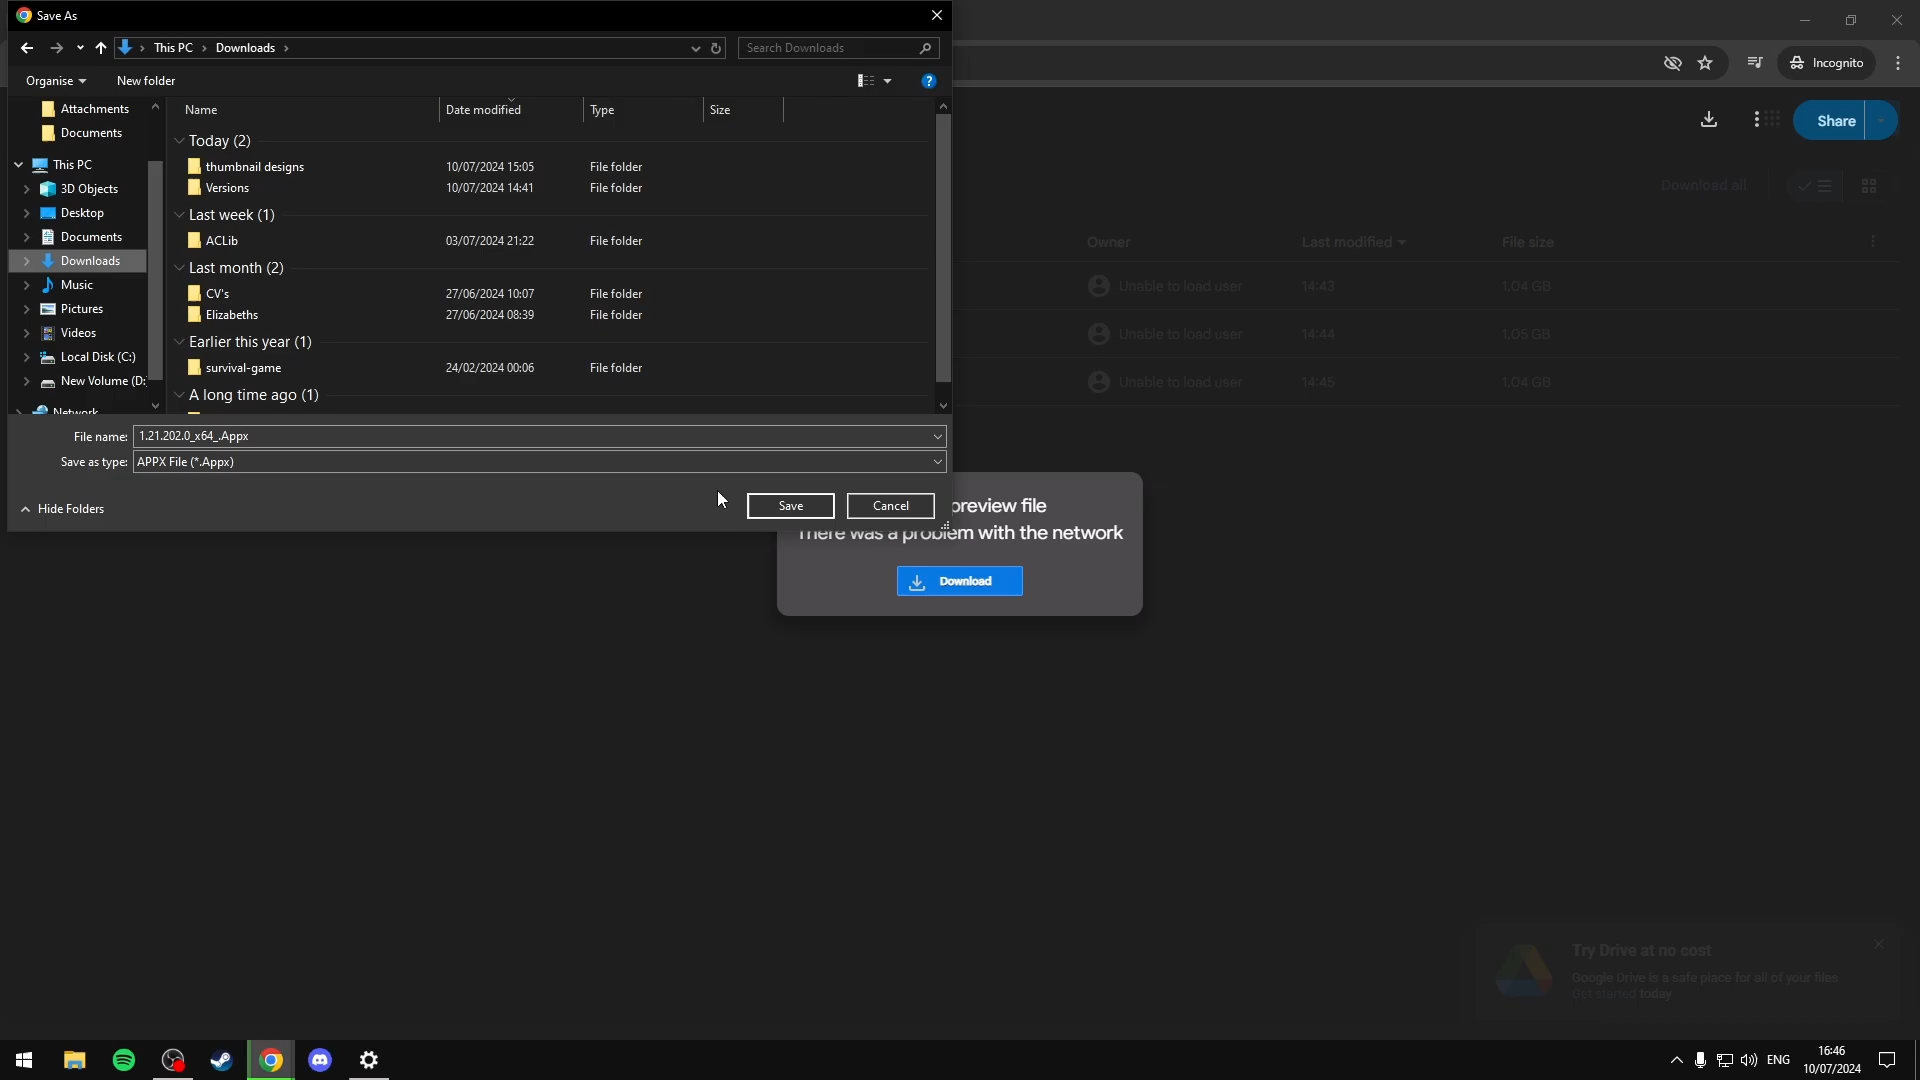 Save As
This PC
Downloads
Search Downloads
Incognito
Organise
New folder
Attachments
Documents
This PC
3D Objects
Desktop
Documents
Downloads
Music
Pictures
Videos
Local Disk (C:)
New Volume (D:
Network
Name
Date modified
Type
Size
Today (2)
thumbnail designs 10/07/2024 15:05 File folder
Versions 10/07/2024 14:41 File folder
Last week (1)
ACLib 03/07/2024 21:22 File folder
Last month (2)
CV's 27/06/2024 10:07 File folder
Elizabeths 27/06/2024 08:39 File folder
Earlier this year (1)
survival-game 24/02/2024 00:06 File folder
A long time ago (1)
File name: 1.21.202.0_x64_.Appx
Save as type: APPX File (*.Appx)
Hide Folders
Save
Cancel
Share
Download all
Owner Last modified File size
Unable to load user 14:43 1.04 GB
Unable to load user 14:44 1.05 GB
Unable to load user 14:45 1.04 GB
preview file
There was a problem with the network
Download
Try Drive at no cost
Google Drive is a safe place for all of your files
Get started today
ENG
16:46
10/07/2024